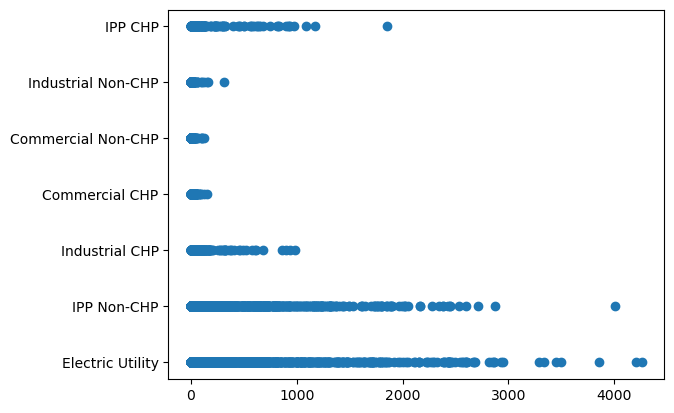 IPP CHP
Industrial Non-CHP
Commercial Non-CHP
Commercial CHP
Industrial CHP
IPP Non-CHP
Electric Utility
0 1000 2000 3000 4000